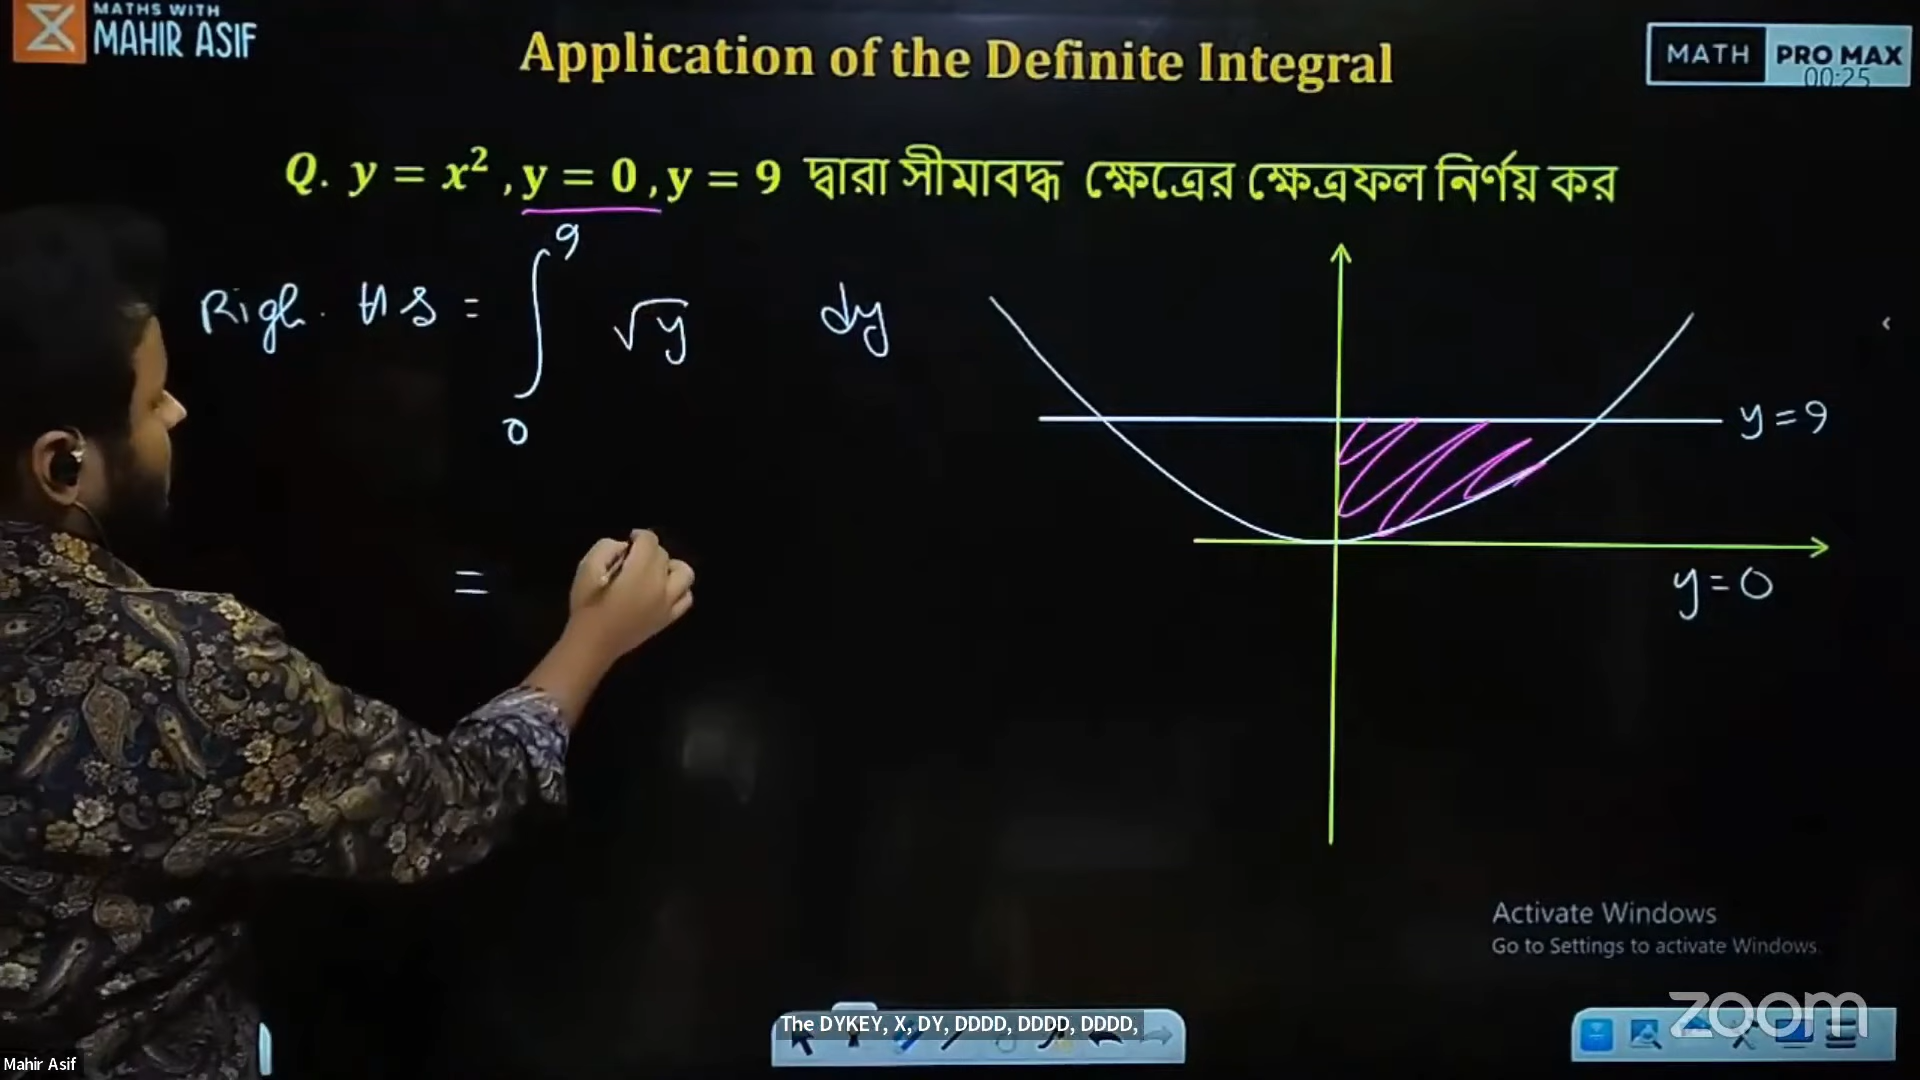 MATHS WITH
MAHIR ASIF
Application of the Definite Integral
MATH PRO MAX
00:25
Q. y = x² , y = 0 , y = 9 দ্বারা সীমাবদ্ধ ক্ষেত্রের ক্ষেত্রফল নির্ণয় কর
Righ. HS = ∫₀⁹ √y dy
y = 9
=
y = 0
Activate Windows
Go to Settings to activate Windows.
zoom
The DYKEY, X, DY, DDDD, DDDD, DDDD,
Mahir Asif